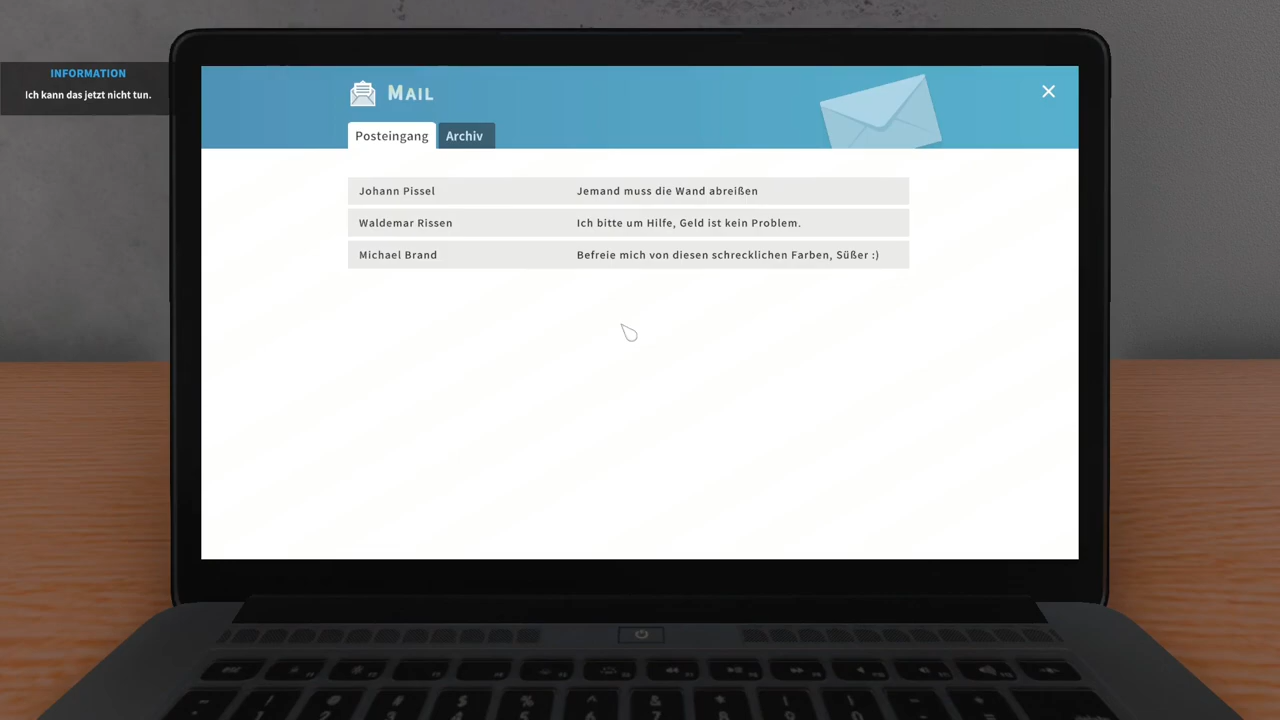 INFORMATION
Ich kann das jetzt nicht tun.
MAIL
Posteingang Archiv
Johann Pissel Jemand muss die Wand abreißen
Waldemar Rissen Ich bitte um Hilfe, Geld ist kein Problem.
Michael Brand Befreie mich von diesen schrecklichen Farben, Süßer :)